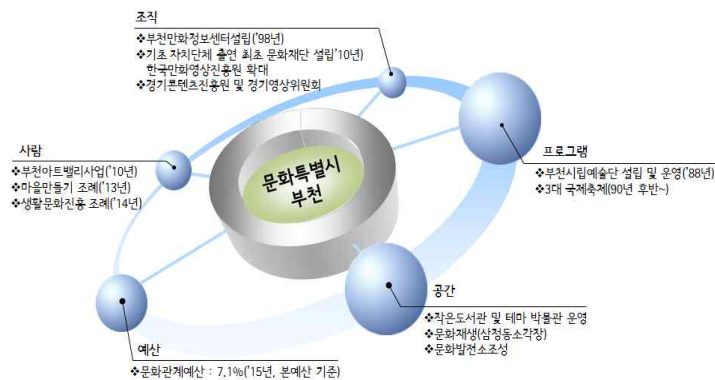 조직
❖부천만화정보센터설립('98년)
❖기초 자치단체 출연 최초 문화재단 설립'10년)
한국만화영상진흥원 확대
❖경기콘텐츠진흥원 및 경기영상위원회
사람
❖부천아트밸리사업('10년)
❖마을만들기 조례('13년)
❖생활문화진흥 조례('14년)
문화특별시
부천
프로그램
❖부천시립예술단 설립 및 운영('88년)
❖3대 국제축제(90년 후반~)
공간
❖작은도서관 및 테마 박물관 운영
❖문화재생(삼정동소각장)
❖문화발전소조성
예산
❖문화관계예산 : 7.1%('15년, 본예산 기준)